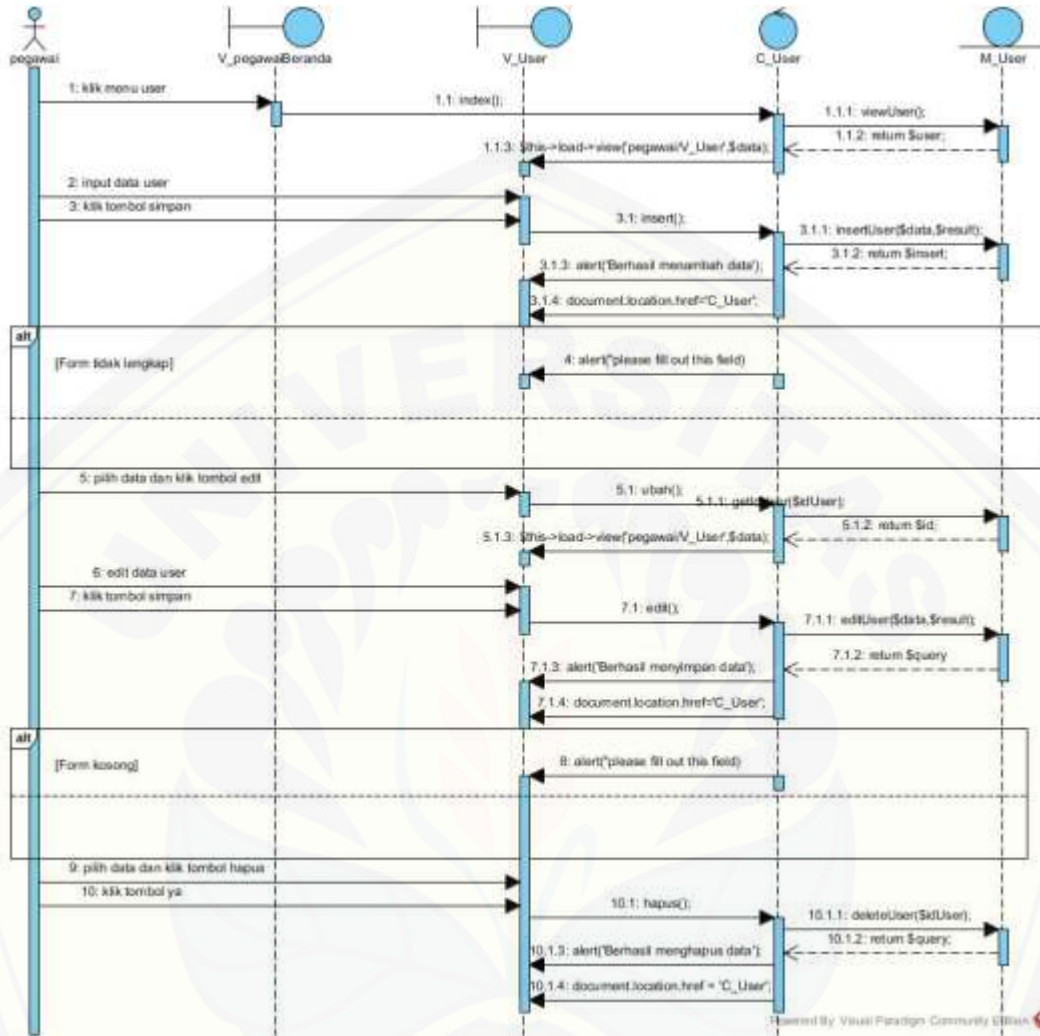 pegawai
V_pegawaiBeranda
V_User
C_User
M_User
1: klik menu user
1.1: index();
1.1.1: viewUser();
1.1.2: return $user;
1.1.3: $this->load->view('pegawai/V_User',$data);
2: input data user
3: klik tombol simpan
3.1: insert();
3.1.1: insertUser($data,$result);
3.1.2: return $insert;
3.1.3: alert('Berhasil menambah data');
3.1.4: document.location.href='C_User';
alt
[Form tidak lengkap]
4: alert("please fill out this field)
5: pilih data dan klik tombol edit
5.1: ubah();
5.1.1: ($idUser);
5.1.2: return $id;
5.1.3: $this->load->view('pegawai/V_User',$data);
6: edit data user
7: klik tombol simpan
7.1: edit();
7.1.1: editUser($data,$result);
7.1.2: return $query
7.1.3: alert('Berhasil menyimpan data');
7.1.4: document.location.href='C_User';
alt
[Form kosong]
8: alert("please fill out this field)
9: pilih data dan klik tombol hapus
10: klik tombol ya
10.1: hapus();
10.1.1: deleteUser($idUser);
10.1.2: return $query;
10.1.3: alert('Berhasil menghapus data');
10.1.4: document.location.href = 'C_User';
Powered By Visual Paradigm Community Edition
UNIVERSITAS